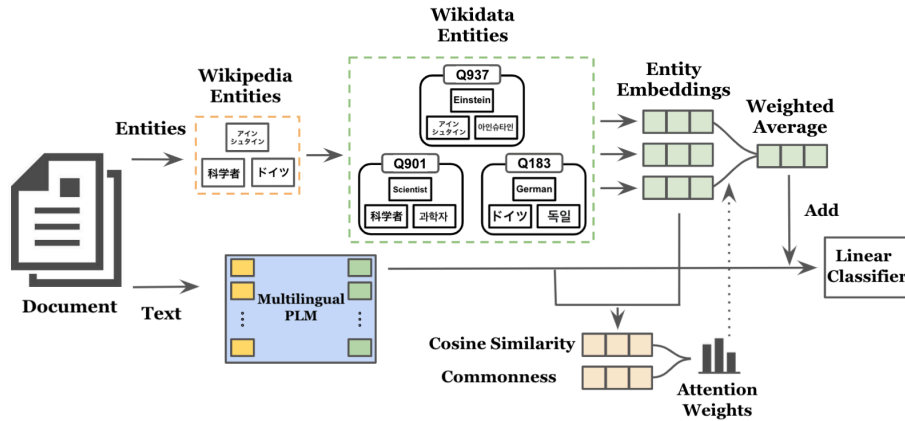 Wikidata
Entities
Wikipedia
Entities
Entities
アイン
シュタイン
科学者
ドイツ
Q937
Einstein
アイン
シュタイン
아인슈타인
Q901
Scientist
科学者
과학자
Q183
German
ドイツ
독일
Entity
Embeddings
Weighted
Average
Add
Linear
Classifier
Document
Text
Multilingual
PLM
Cosine Similarity
Commonness
Attention
Weights